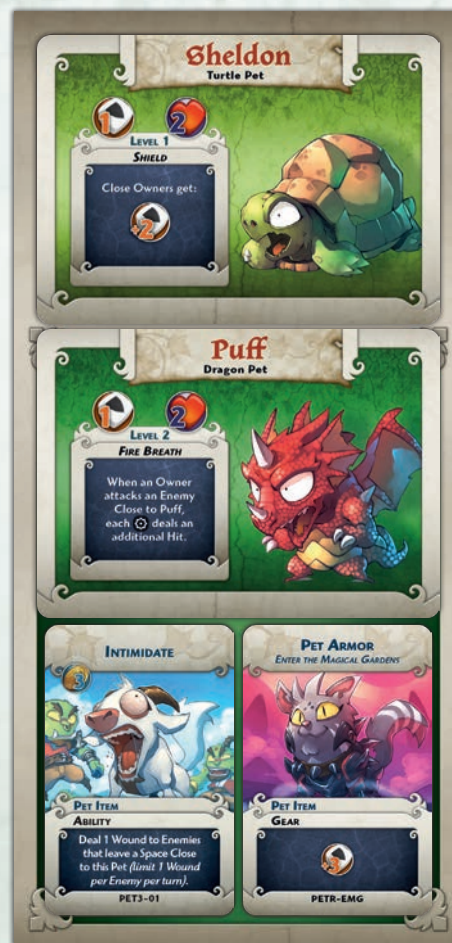 Sheldon
Turtle Pet
1 2
LEVEL 1
SHIELD
Close Owners get:
+2
Puff
Dragon Pet
1 2
LEVEL 2
FIRE BREATH
When an Owner
attacks an Enemy
Close to Puff,
each deals an
additional Hit.
INTIMIDATE
3
PET ITEM
ABILITY
Deal 1 Wound to Enemies
that leave a Space Close
to this Pet (limit 1 Wound
per Enemy per turn).
PET3-01
PET ARMOR
ENTER THE MAGICAL GARDENS
PET ITEM
GEAR
+3
PETR-EMG